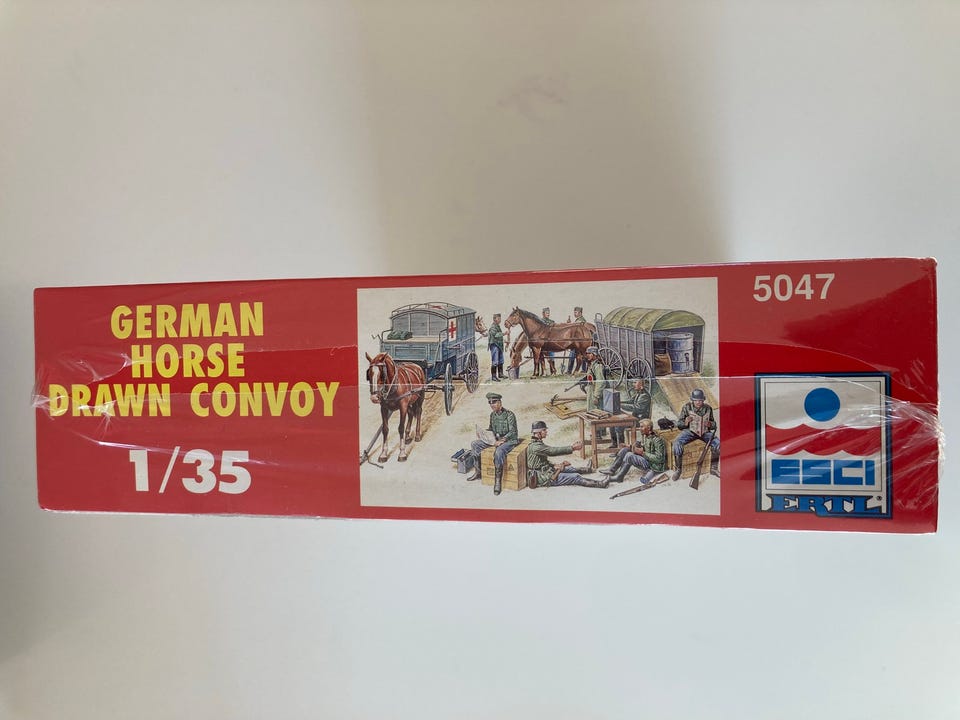 GERMAN
HORSE
DRAWN CONVOY
1/35
5047
ESCI
ERTL®